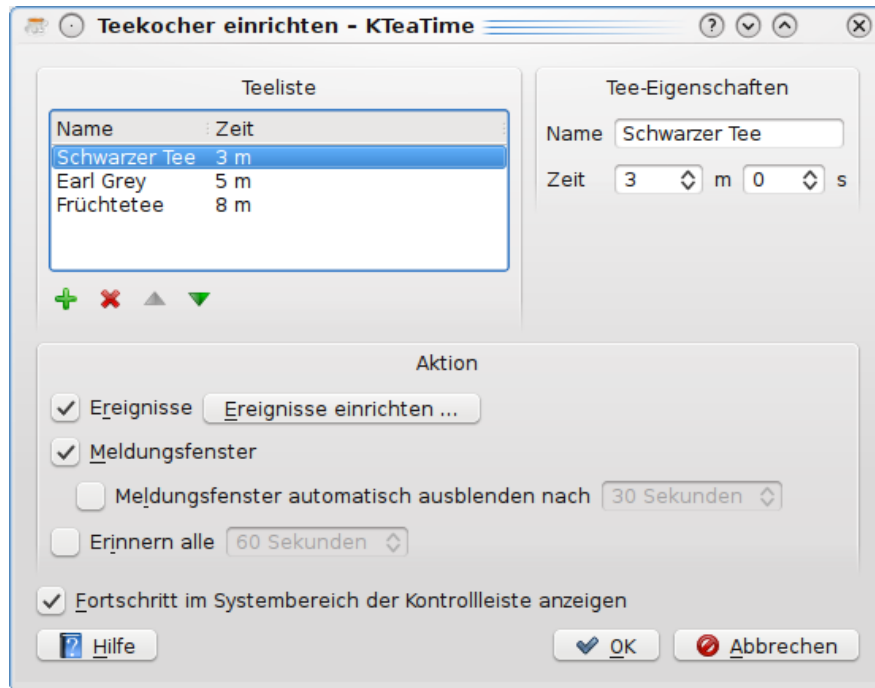 Teekocher einrichten – KTeaTime
Teeliste
Name Zeit
Schwarzer Tee 3 m
Earl Grey 5 m
Früchtetee 8 m
Tee-Eigenschaften
Name Schwarzer Tee
Zeit 3 m 0 s
Aktion
Ereignisse Ereignisse einrichten ...
Meldungsfenster
Meldungsfenster automatisch ausblenden nach 30 Sekunden
Erinnern alle 60 Sekunden
Fortschritt im Systembereich der Kontrollleiste anzeigen
Hilfe OK Abbrechen